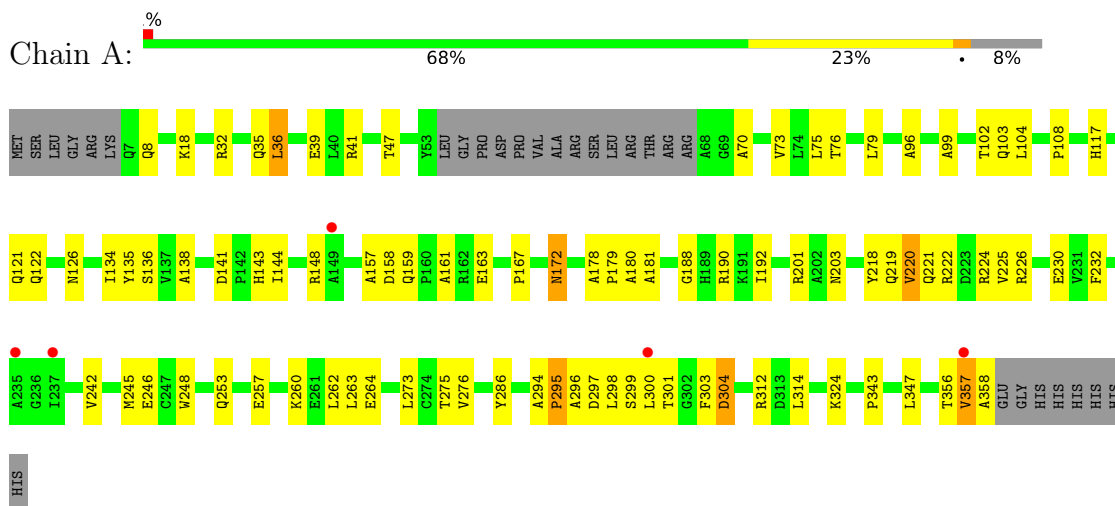 .%
Chain A:
68% 23% • 8%
MET SER LEU GLY ARG LYS Q7 Q8 K18 R32 Q35 L36 E39 L40 R41 T47 Y53 LEU GLY PRO ASP PRO VAL ALA ARG SER LEU ARG THR ARG ARG A68 G69 A70 V73 L74 L75 T76 L79 A96 A99 T102 Q103 L104 P108 H117
Q121 Q122 N126 I134 Y135 S136 V137 A138 D141 P142 H143 I144 R148 A149 A157 D158 Q159 P160 A161 R162 E163 P167 N172 A178 P179 A180 A181 G188 H189 R190 K191 I192 R201 A202 N203 Y218 Q219 V220 Q221 R222 D223 R224 V225 R226 E230 V231 F232
A235 G236 I237 V242 M245 E246 C247 W248 Q253 E257 K260 E261 L262 L263 E264 L273 C274 T275 V276 Y286 A294 P295 A296 D297 L298 S299 L300 T301 G302 F303 D304 R312 D313 L314 K324 P343 L347 T356 V357 A358 GLU GLY HIS HIS HIS HIS HIS
HIS